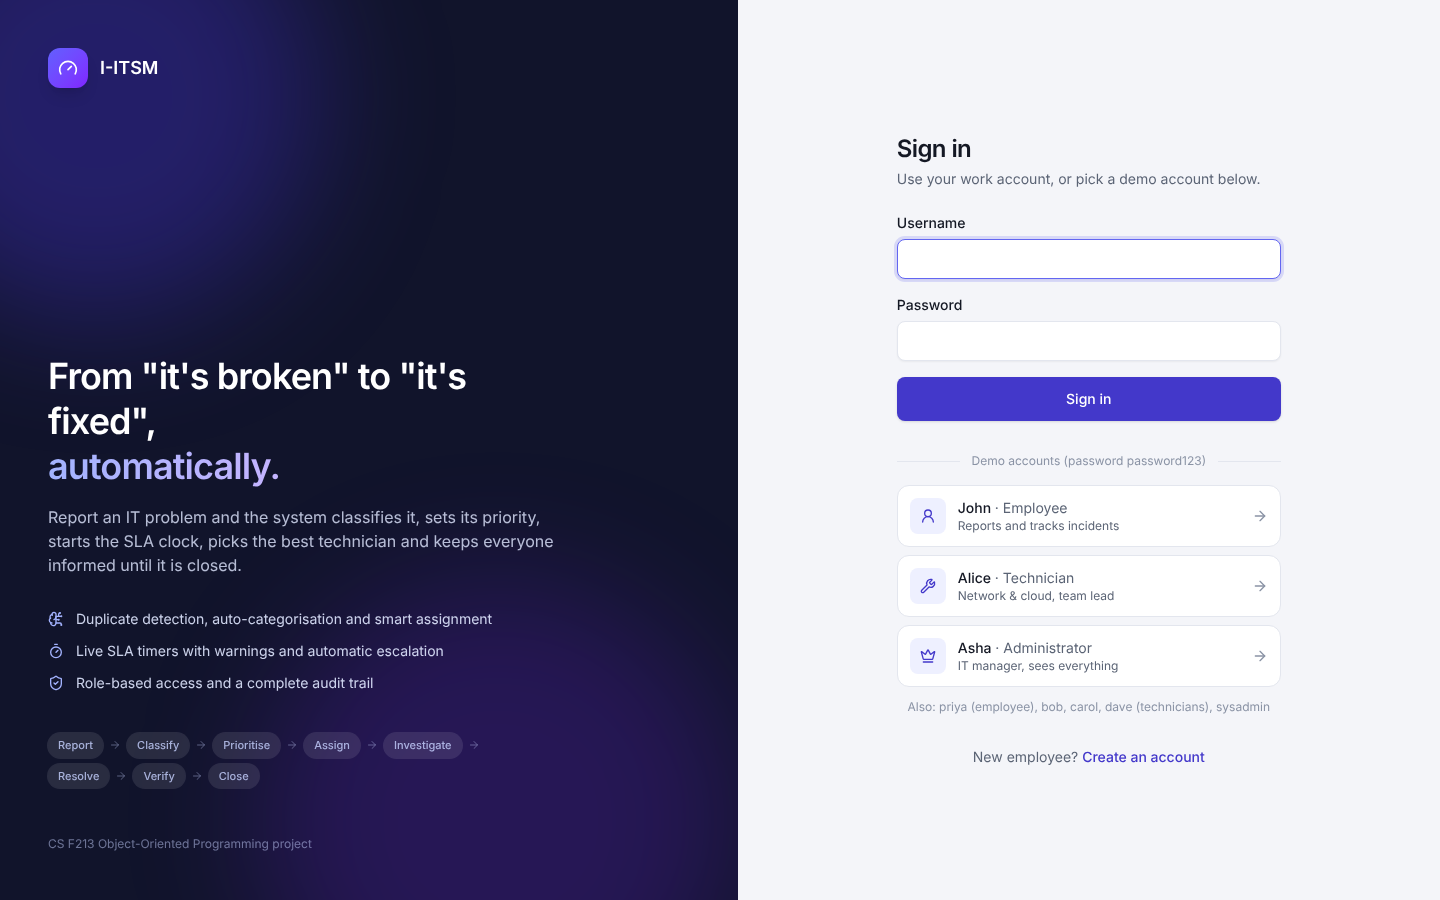 I-ITSM
From "it's broken" to "it's
fixed",
automatically.
Report an IT problem and the system classifies it, sets its priority,
starts the SLA clock, picks the best technician and keeps everyone
informed until it is closed.
Duplicate detection, auto-categorisation and smart assignment
Live SLA timers with warnings and automatic escalation
Role-based access and a complete audit trail
Report → Classify → Prioritise → Assign → Investigate →
Resolve → Verify → Close
CS F213 Object-Oriented Programming project
Sign in
Use your work account, or pick a demo account below.
Username
Password
Sign in
Demo accounts (password password123)
John · Employee
Reports and tracks incidents
Alice · Technician
Network & cloud, team lead
Asha · Administrator
IT manager, sees everything
Also: priya (employee), bob, carol, dave (technicians), sysadmin
New employee? Create an account